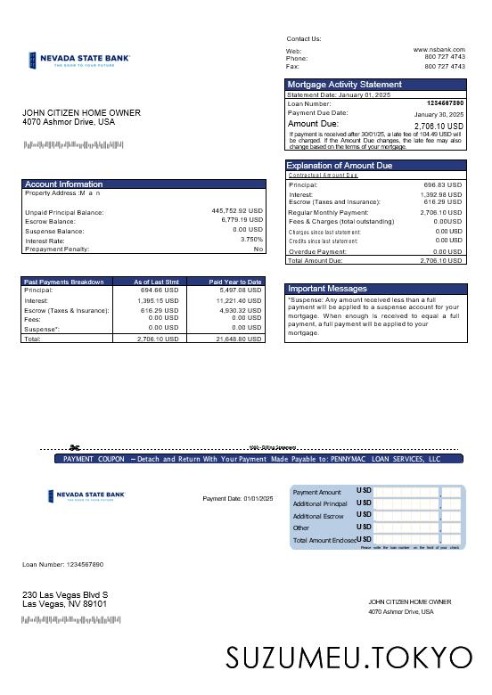 Contact Us:
NEVADA STATE BANK
THE DOOR TO YOUR FUTURE
Web: www.nsbank.com
Phone: 800 727 4743
Fax: 800 727 4743
Mortgage Activity Statement
Statement Date: January 01, 2025
Loan Number: 1234567890
Payment Due Date: January 30, 2025
Amount Due: 2,706.10 USD
If payment is received after 30/01/25, a late fee of 104.49 USD will
be charged. If the Amount Due changes, the late fee may also
change based on the terms of your mortgage.
JOHN CITIZEN HOME OWNER
4070 Ashmor Drive, USA
Explanation of Amount Due
Contractual Amount Due
Principal: 696.83 USD
Interest: 1,392.98 USD
Escrow (Taxes and Insurance): 616.29 USD
Regular Monthly Payment: 2,706.10 USD
Fees & Charges (total outstanding) 0.00USD
Charges since last statement: 0.00 USD
Credits since last statement: 0.00 USD
Overdue Payment: 0.00 USD
Total Amount Due: 2,706.10 USD
Account Information
Property Address :M a n
Unpaid Principal Balance: 445,752.92 USD
Escrow Balance: 6,779.19 USD
Suspense Balance: 0.00 USD
Interest Rate: 3.750%
Prepayment Penalty: No
Past Payments Breakdown As of Last Stmt Paid Year to Date
Principal: 694.66 USD 5,497.08 USD
Interest: 1,395.15 USD 11,221.40 USD
Escrow (Taxes & Insurance): 616.29 USD 4,930.32 USD
Fees: 0.00 USD 0.00 USD
Suspense*: 0.00 USD 0.00 USD
Total: 2,706.10 USD 21,648.80 USD
Important Messages
*Suspense: Any amount received less than a full
payment will be applied to a suspense account for your
mortgage. When enough is received to equal a full
payment, a full payment will be applied to your
mortgage.
PAYMENT COUPON – Detach and Return With Your Payment Made Payable to: PENNYMAC LOAN SERVICES, LLC
NEVADA STATE BANK
THE DOOR TO YOUR FUTURE
Payment Date: 01/01/2025
Payment Amount USD
Additional Principal
Additional Escrow
Other
Total Amount Enclosed USD
Please write the loan number on the front of your check
Loan Number: 1234567890
230 Las Vegas Blvd S
Las Vegas, NV 89101
JOHN CITIZEN HOME OWNER
4070 Ashmor Drive, USA
SUZUMEU.TOKYO